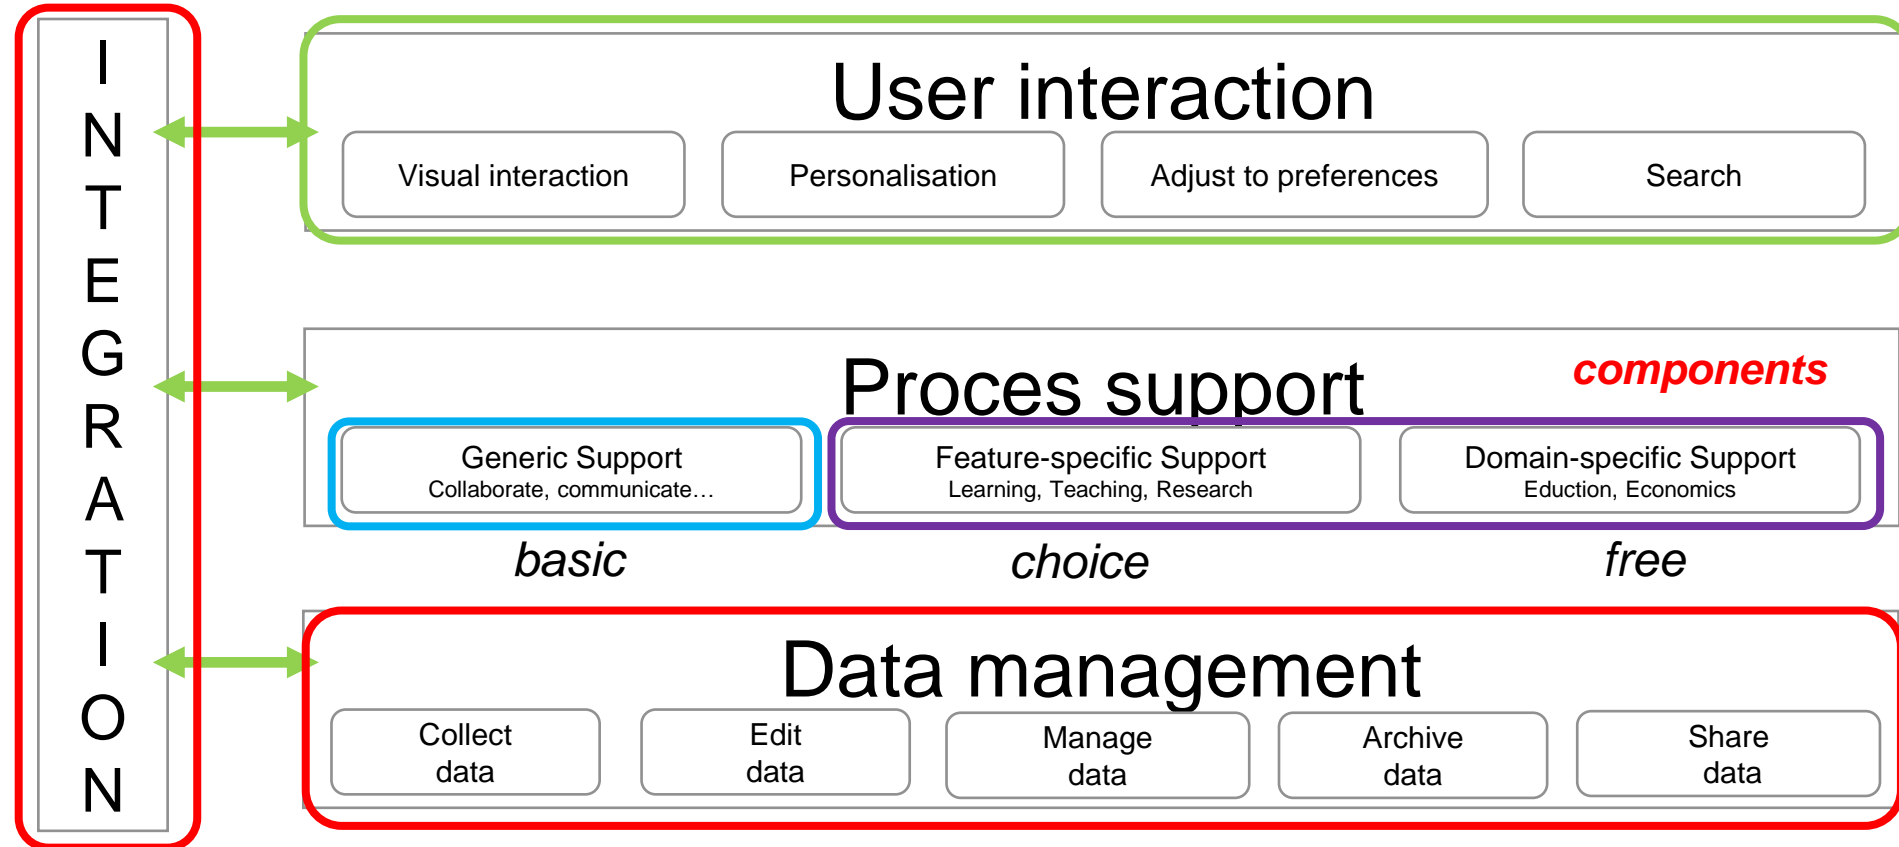 INTEGRATION
User interaction
Visual interaction
Personalisation
Adjust to preferences
Search
Proces support
components
Generic Support
Collaborate, communicate…
Feature-specific Support
Learning, Teaching, Research
Domain-specific Support
Eduction, Economics
basic
choice
free
Data management
Collect
data
Edit
data
Manage
data
Archive
data
Share
data